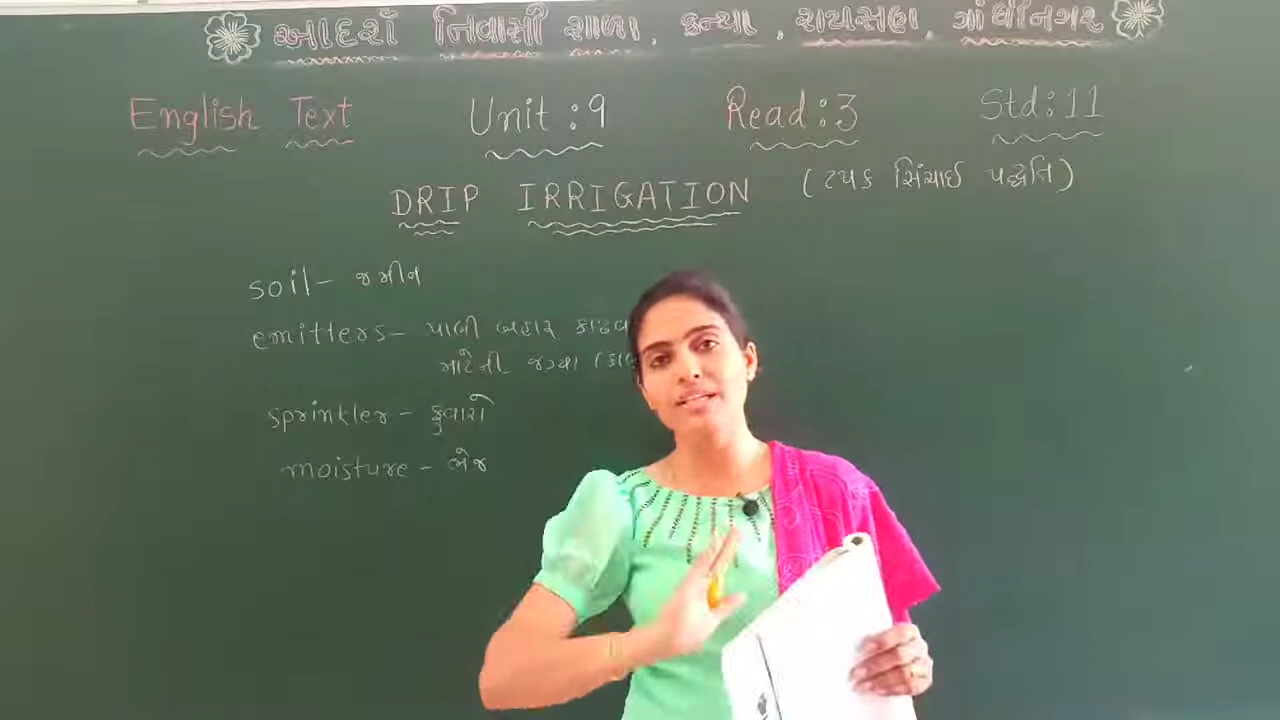 આદર્શ નિવાસી શાળા, કન્યા, રાયસણ, ગાંધીનગર
English Text Unit:9 Read:3 Std:11
DRIP IRRIGATION (ટપક સિંચાઈ પદ્ધતિ)
soil- જમીન
emitters- પાણી બહાર કાઢવા
માટેની જગ્યા
sprinkler- ફુવારો
moisture- ભેજ